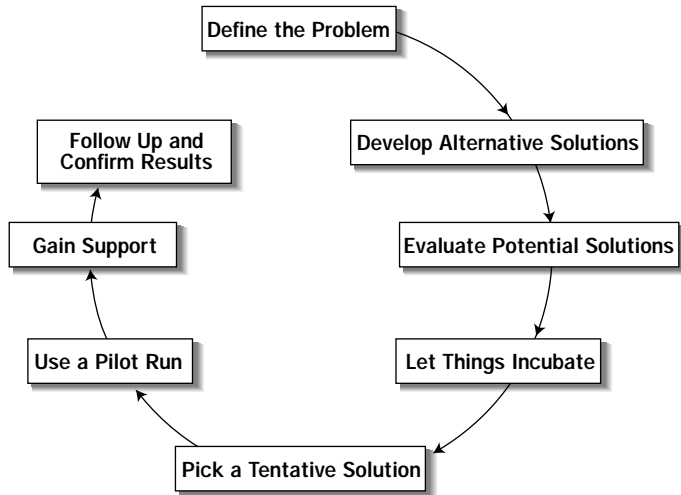 Define the Problem
Develop Alternative Solutions
Evaluate Potential Solutions
Let Things Incubate
Pick a Tentative Solution
Use a Pilot Run
Gain Support
Follow Up and
Confirm Results